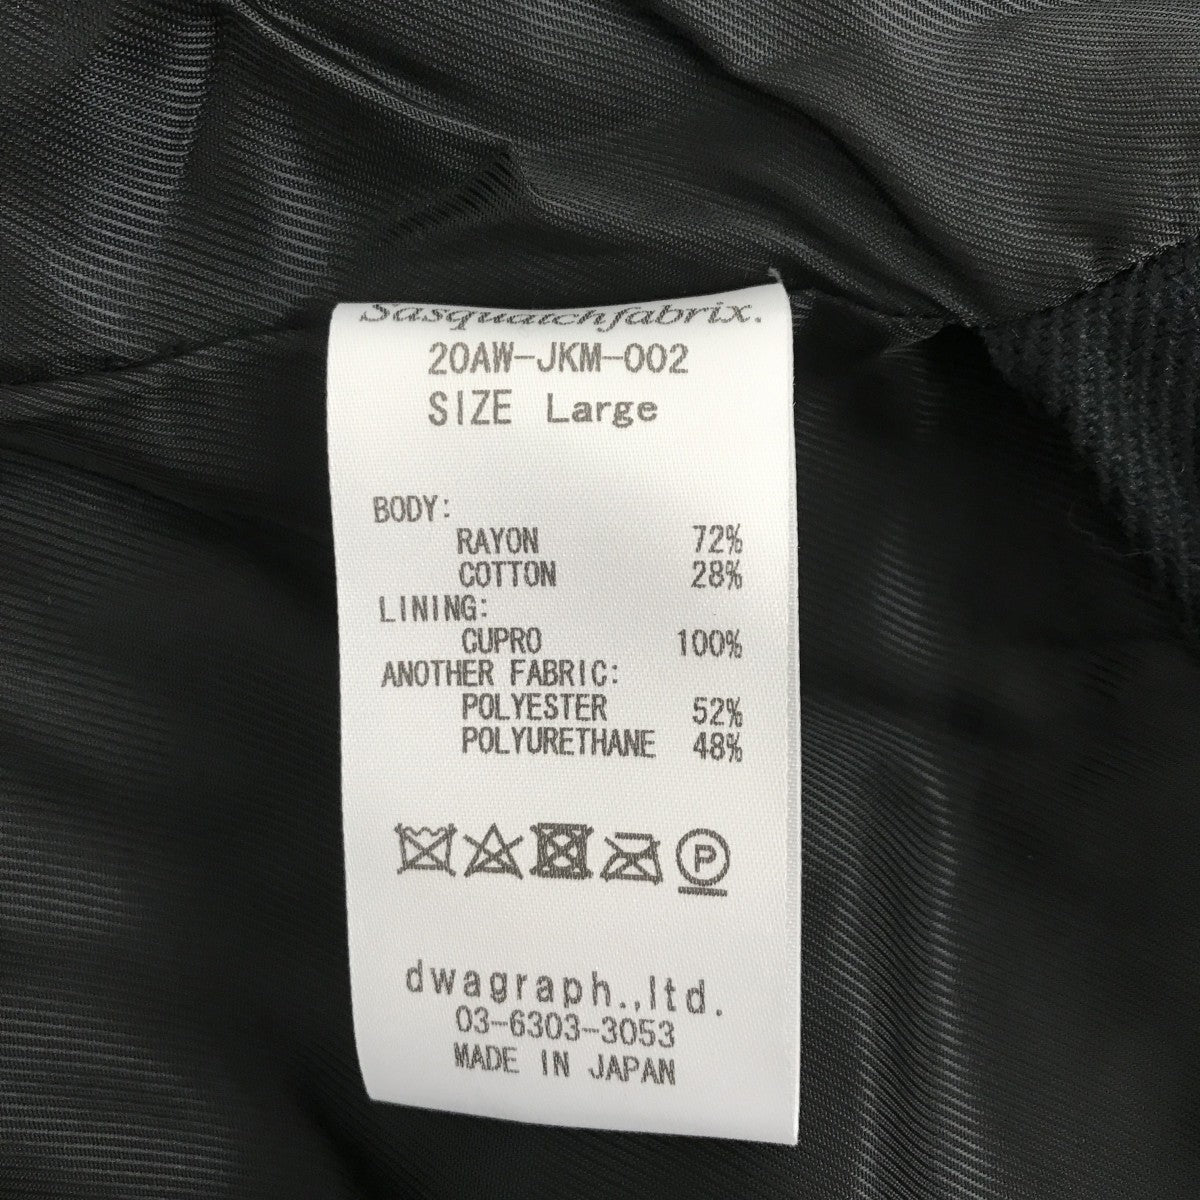 Sasquatchfabrix.
20AW-JKM-002
SIZE Large
BODY:
RAYON 72%
COTTON 28%
LINING:
CUPRO 100%
ANOTHER FABRIC:
POLYESTER 52%
POLYURETHANE 48%
P
dwagraph.,ltd.
03-6303-3053
MADE IN JAPAN